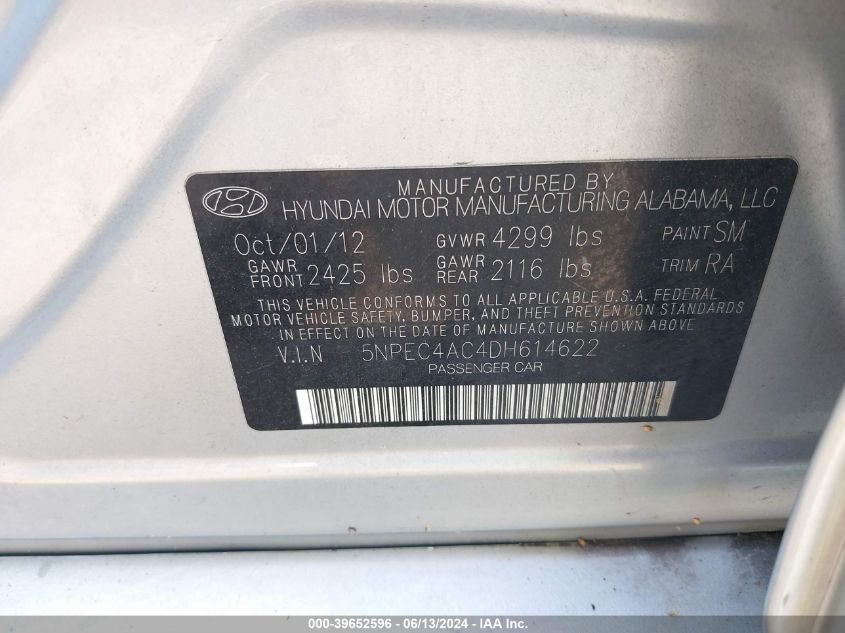 MANUFACTURED BY
HYUNDAI MOTOR MANUFACTURING ALABAMA, LLC
Oct/01/12 GVWR 4299 lbs PAINT SM
GAWR FRONT 2425 lbs GAWR REAR 2116 lbs TRIM RA
THIS VEHICLE CONFORMS TO ALL APPLICABLE U.S.A. FEDERAL
MOTOR VEHICLE SAFETY, BUMPER, AND THEFT PREVENTION STANDARDS
IN EFFECT ON THE DATE OF MANUFACTURE SHOWN ABOVE.
V.I.N 5NPEC4AC4DH614622
PASSENGER CAR
000-39652596 - 06/13/2024 - IAA Inc.